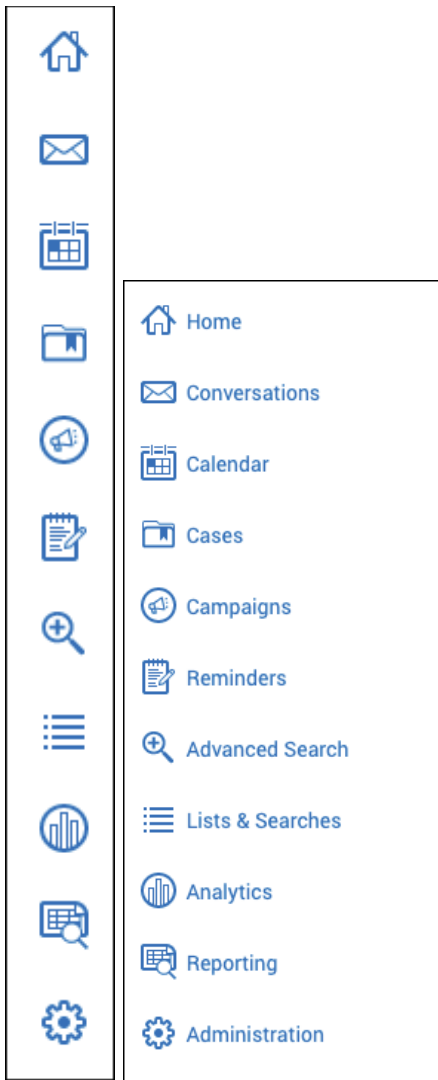 Home
Conversations
Calendar
Cases
Campaigns
Reminders
Advanced Search
Lists & Searches
Analytics
Reporting
Administration